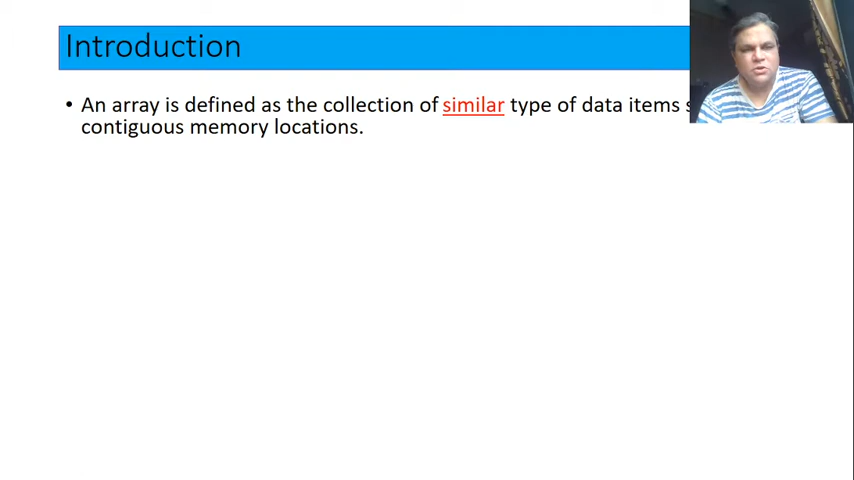 Introduction
• An array is defined as the collection of similar type of data items
contiguous memory locations.